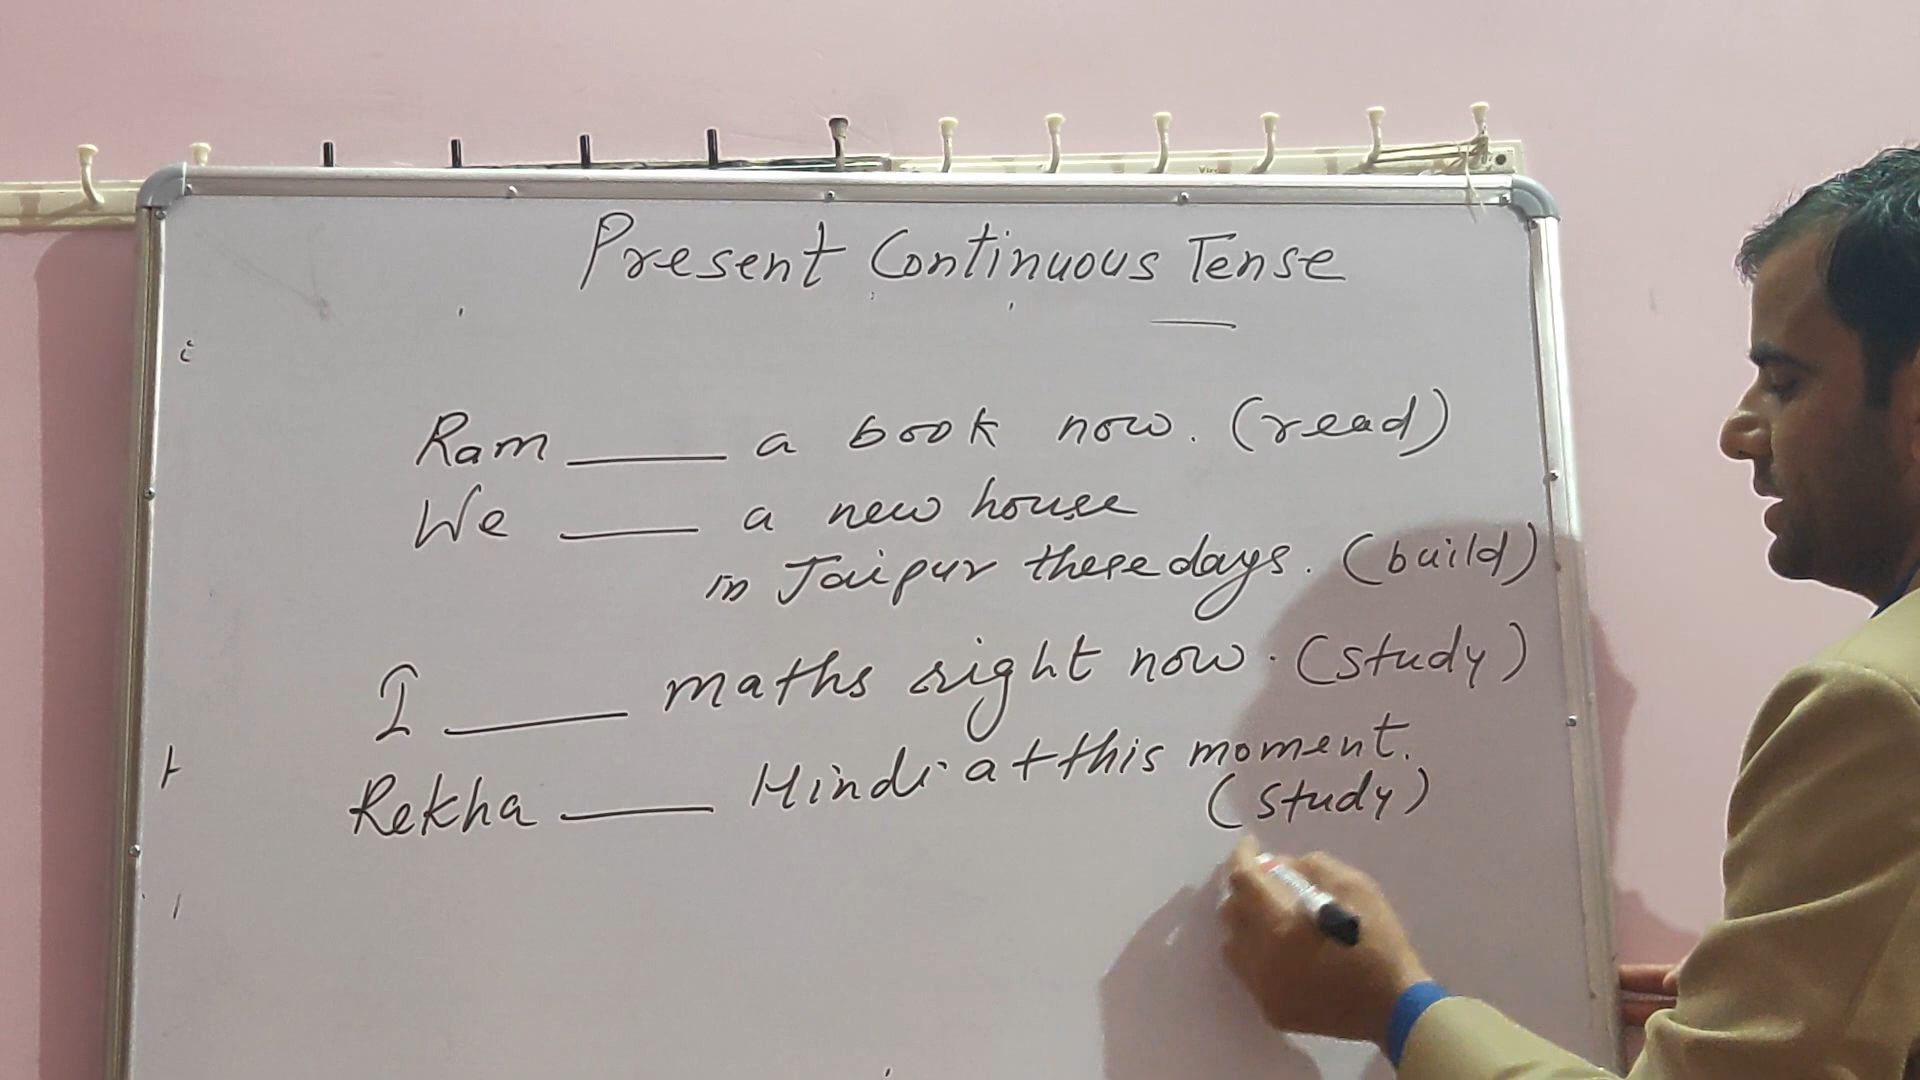 Present Continuous Tense
Ram ____ a book now. (read)
We ____ a new house
in Jaipur these days. (build)
I ____ maths right now. (study)
Rekha ____ Hindi at this moment.
(study)